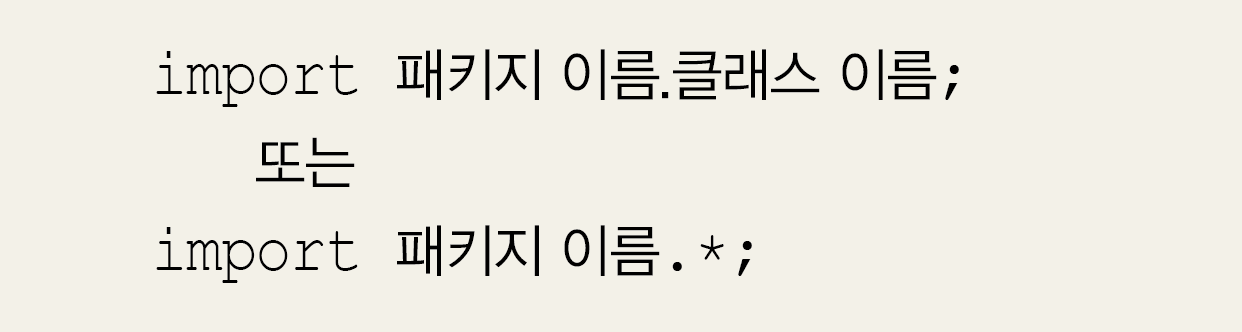 import 패키지 이름.클래스 이름;
또는
import 패키지 이름.*;